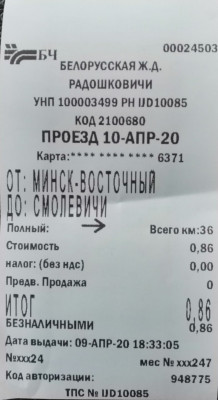 БЧ
00024503
БЕЛОРУССКАЯ Ж.Д.
РАДОШКОВИЧИ
УНП 100003499 РН IJD10085
КОД 2100680
ПРОЕЗД 10-АПР-20
Карта:**** **** **** 6371
ОТ: МИНСК-ВОСТОЧНЫЙ
ДО: СМОЛЕВИЧИ
Полный: Всего км:36
Стоимость 0,86
налог: (без ндс) 0,00
Предв. Продажа 0
ИТОГ 0,86
БЕЗНАЛИЧНЫМИ 0,86
Дата выдачи: 09-АПР-20 18:33:05
№xxx24 мес № xxx247
Код авторизации: 948775
ТПС № IJD10085